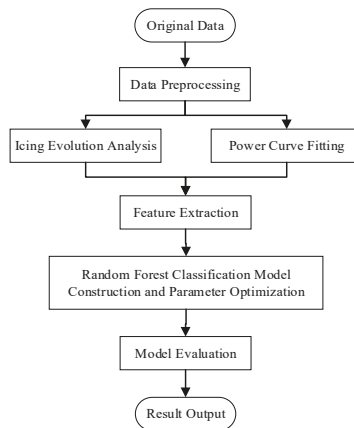 Original Data
Data Preprocessing
Icing Evolution Analysis
Power Curve Fitting
Feature Extraction
Random Forest Classification Model
Construction and Parameter Optimization
Model Evaluation
Result Output